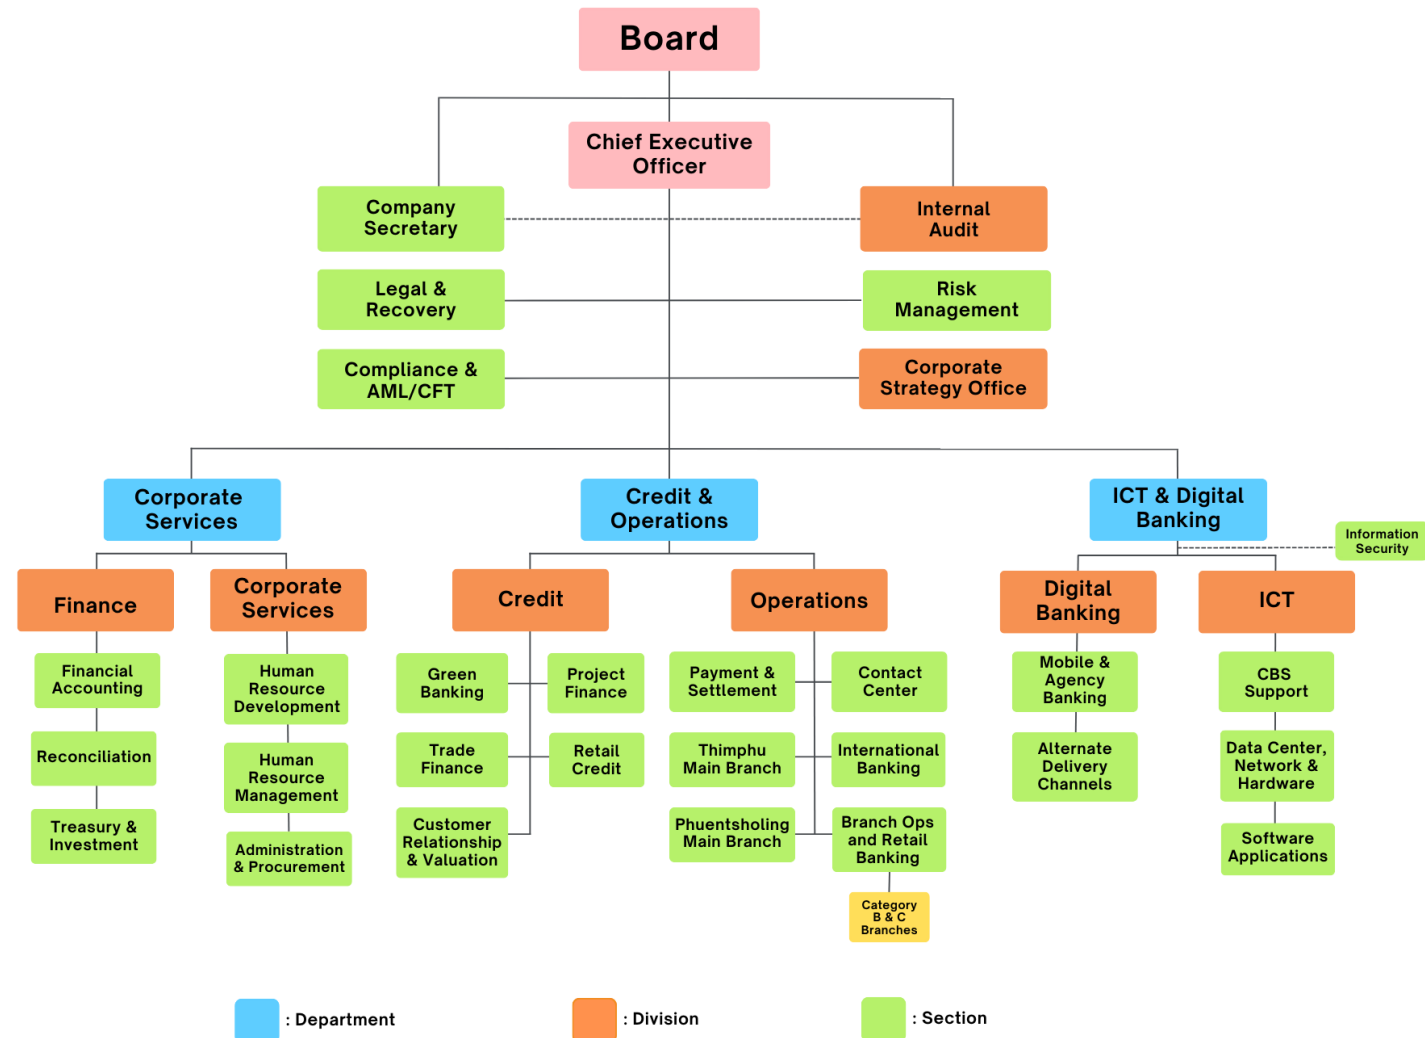 Board
Chief Executive
Officer
Company
Secretary
Internal
Audit
Legal &
Recovery
Risk
Management
Compliance &
AML/CFT
Corporate
Strategy Office
Corporate
Services
Credit &
Operations
ICT & Digital
Banking
Information
Security
Finance
Corporate
Services
Credit
Operations
Digital
Banking
ICT
Financial
Accounting
Reconciliation
Treasury &
Investment
Human
Resource
Development
Human
Resource
Management
Administration
& Procurement
Green
Banking
Project
Finance
Trade
Finance
Retail
Credit
Customer
Relationship
& Valuation
Payment &
Settlement
Contact
Center
Thimphu
Main Branch
International
Banking
Phuentsholing
Main Branch
Branch Ops
and Retail
Banking
Category
B & C
Branches
Mobile &
Agency
Banking
Alternate
Delivery
Channels
CBS
Support
Data Center,
Network &
Hardware
Software
Applications
: Department
: Division
: Section